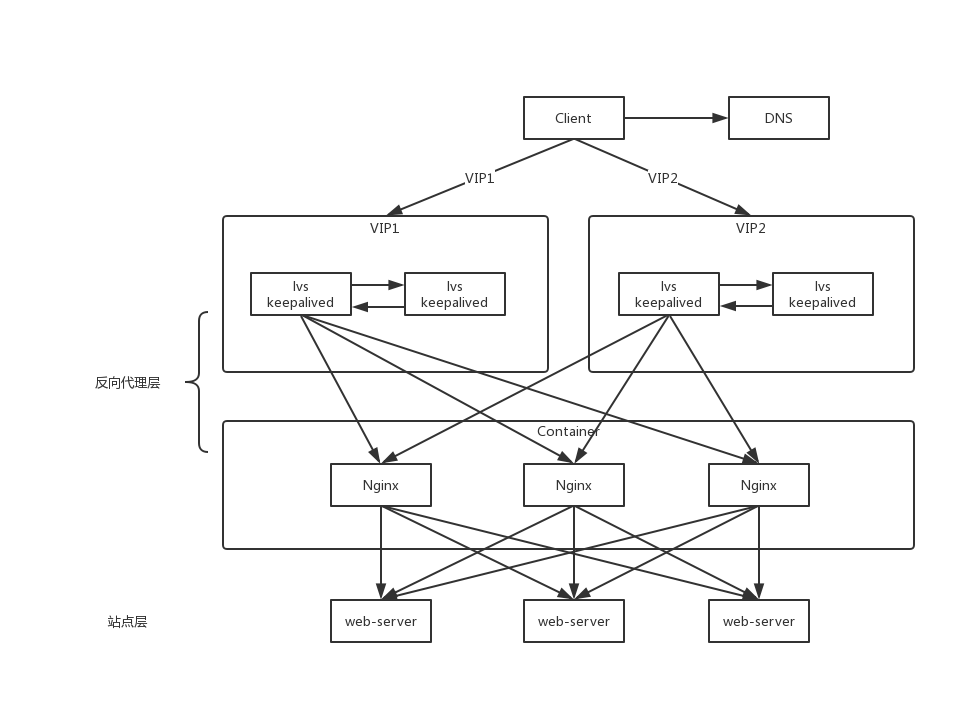 Client
DNS
VIP1
VIP2
VIP1
VIP2
lvs
keepalived
lvs
keepalived
lvs
keepalived
lvs
keepalived
反向代理层
Container
Nginx
Nginx
Nginx
站点层
web-server
web-server
web-server